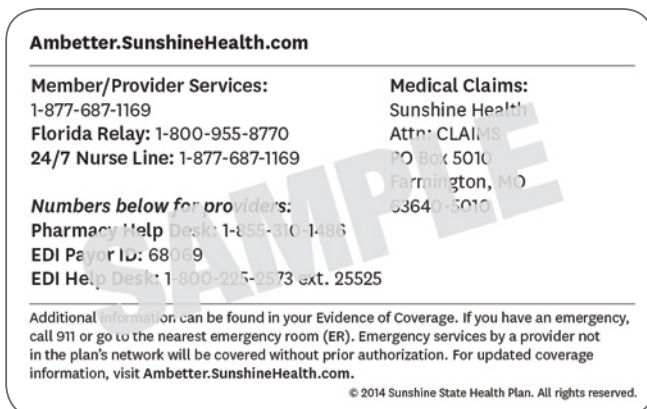 Ambetter.SunshineHealth.com
Member/Provider Services:
1-877-687-1169
Florida Relay: 1-800-955-8770
24/7 Nurse Line: 1-877-687-1169
Numbers below for providers:
Pharmacy Help Desk: 1-855-310-1486
EDI Payor ID: 68069
EDI Help Desk: 1-800-225-2573 ext. 25525
Medical Claims:
Sunshine Health
Attn: CLAIMS
PO Box 5010
Farmington, MO
63640-5010
SAMPLE
Additional information can be found in your Evidence of Coverage. If you have an emergency,
call 911 or go to the nearest emergency room (ER). Emergency services by a provider not
in the plan's network will be covered without prior authorization. For updated coverage
information, visit Ambetter.SunshineHealth.com.
© 2014 Sunshine State Health Plan. All rights reserved.